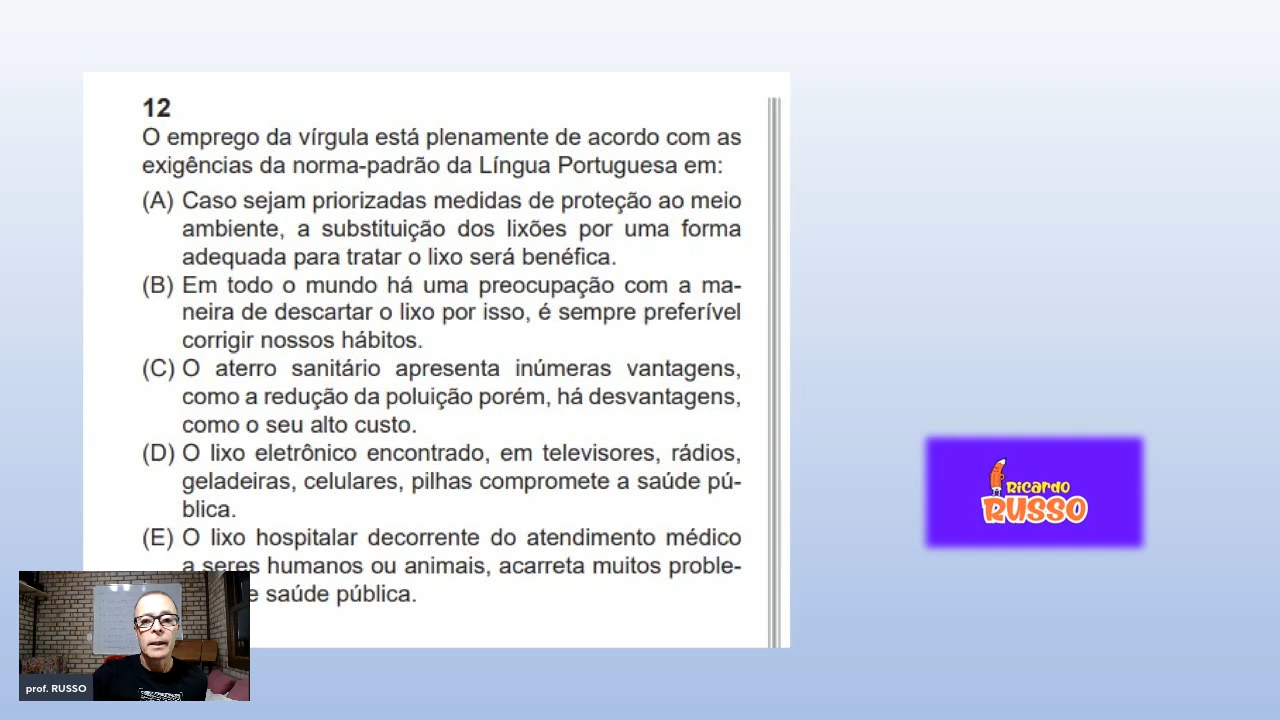 12
O emprego da vírgula está plenamente de acordo com as
exigências da norma-padrão da Língua Portuguesa em:
(A) Caso sejam priorizadas medidas de proteção ao meio
ambiente, a substituição dos lixões por uma forma
adequada para tratar o lixo será benéfica.
(B) Em todo o mundo há uma preocupação com a ma-
neira de descartar o lixo por isso, é sempre preferível
corrigir nossos hábitos.
(C) O aterro sanitário apresenta inúmeras vantagens,
como a redução da poluição porém, há desvantagens,
como o seu alto custo.
(D) O lixo eletrônico encontrado, em televisores, rádios,
geladeiras, celulares, pilhas compromete a saúde pú-
blica.
(E) O lixo hospitalar decorrente do atendimento médico
a seres humanos ou animais, acarreta muitos proble-
e saúde pública.
RICARDO
RUSSO
prof. RUSSO